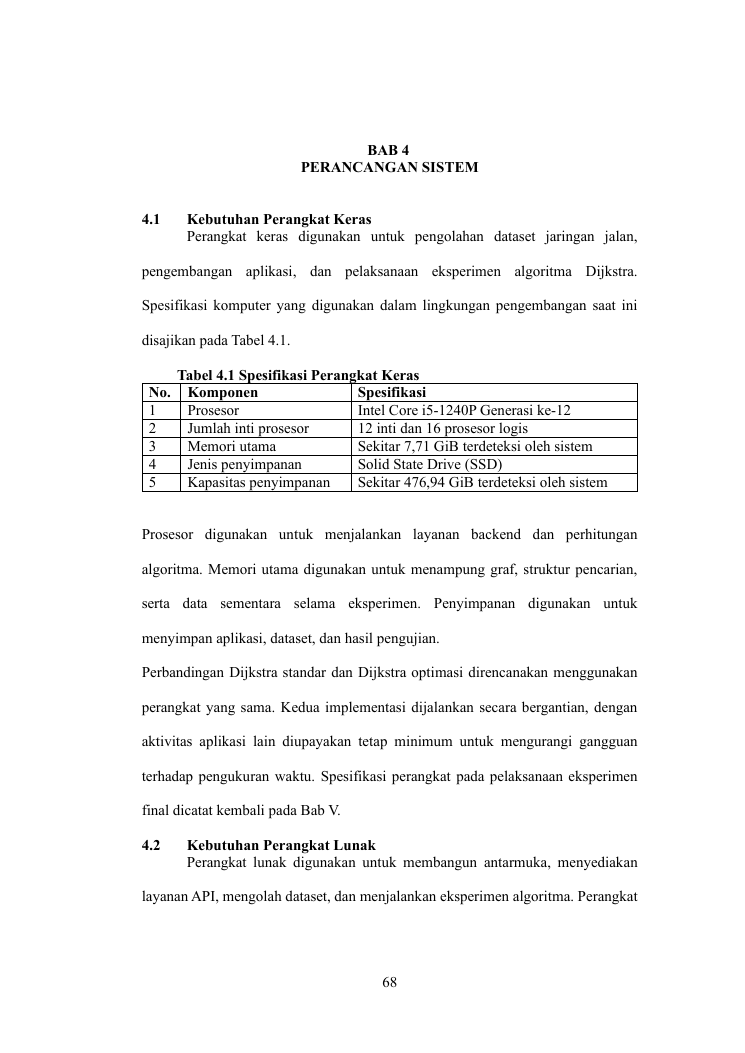 BAB 4
PERANCANGAN SISTEM
4.1 Kebutuhan Perangkat Keras
Perangkat keras digunakan untuk pengolahan dataset jaringan jalan,
pengembangan aplikasi, dan pelaksanaan eksperimen algoritma Dijkstra.
Spesifikasi komputer yang digunakan dalam lingkungan pengembangan saat ini
disajikan pada Tabel 4.1.
Tabel 4.1 Spesifikasi Perangkat Keras
No. Komponen Spesifikasi
1 Prosesor Intel Core i5-1240P Generasi ke-12
2 Jumlah inti prosesor 12 inti dan 16 prosesor logis
3 Memori utama Sekitar 7,71 GiB terdeteksi oleh sistem
4 Jenis penyimpanan Solid State Drive (SSD)
5 Kapasitas penyimpanan Sekitar 476,94 GiB terdeteksi oleh sistem
Prosesor digunakan untuk menjalankan layanan backend dan perhitungan
algoritma. Memori utama digunakan untuk menampung graf, struktur pencarian,
serta data sementara selama eksperimen. Penyimpanan digunakan untuk
menyimpan aplikasi, dataset, dan hasil pengujian.
Perbandingan Dijkstra standar dan Dijkstra optimasi direncanakan menggunakan
perangkat yang sama. Kedua implementasi dijalankan secara bergantian, dengan
aktivitas aplikasi lain diupayakan tetap minimum untuk mengurangi gangguan
terhadap pengukuran waktu. Spesifikasi perangkat pada pelaksanaan eksperimen
final dicatat kembali pada Bab V.
4.2 Kebutuhan Perangkat Lunak
Perangkat lunak digunakan untuk membangun antarmuka, menyediakan
layanan API, mengolah dataset, dan menjalankan eksperimen algoritma. Perangkat
68